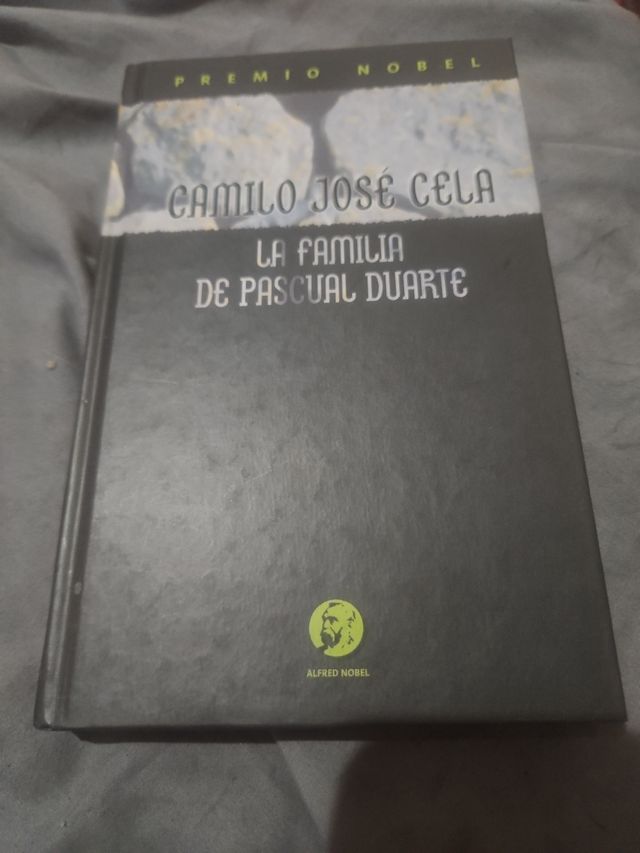 PREMIO NOBEL
CAMILO JOSÉ CELA
LA FAMILIA
DE PASCUAL DUARTE
ALFRED NOBEL